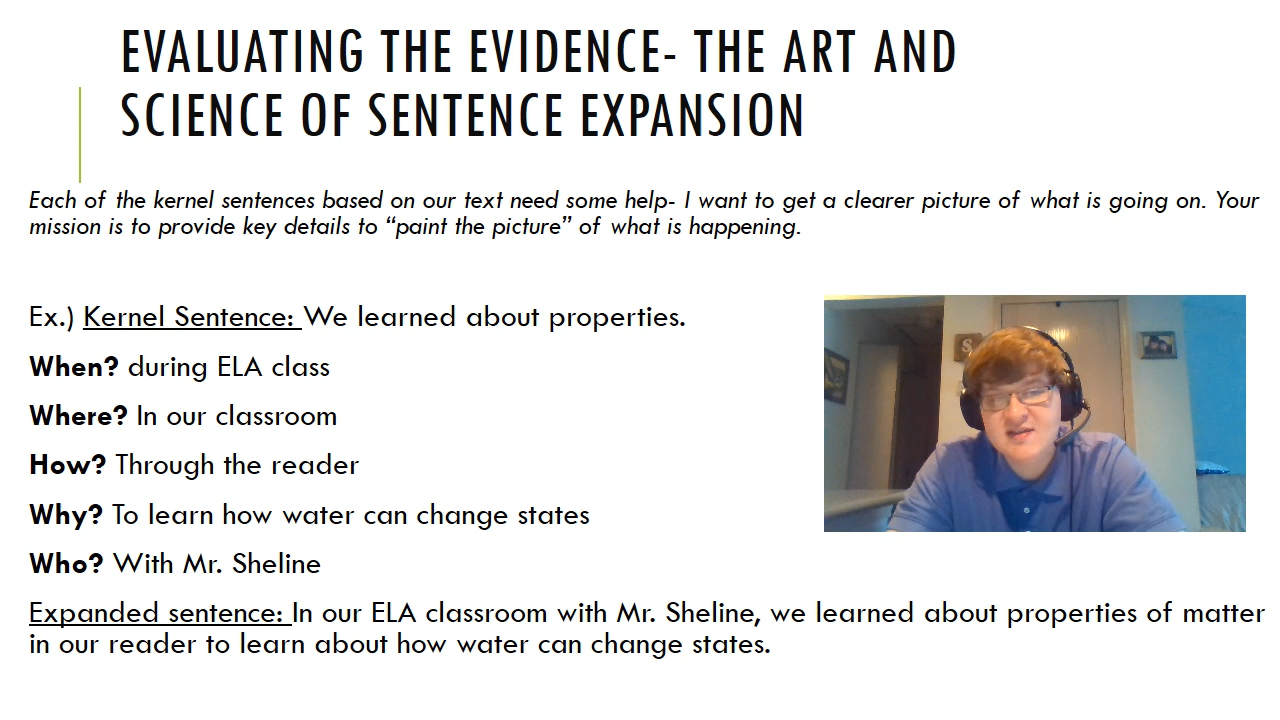 EVALUATING THE EVIDENCE- THE ART AND
SCIENCE OF SENTENCE EXPANSION
Each of the kernel sentences based on our text need some help- I want to get a clearer picture of what is going on. Your
mission is to provide key details to “paint the picture” of what is happening.
Ex.) Kernel Sentence: We learned about properties.
When? during ELA class
Where? In our classroom
How? Through the reader
Why? To learn how water can change states
Who? With Mr. Sheline
Expanded sentence: In our ELA classroom with Mr. Sheline, we learned about properties of matter
in our reader to learn about how water can change states.
S